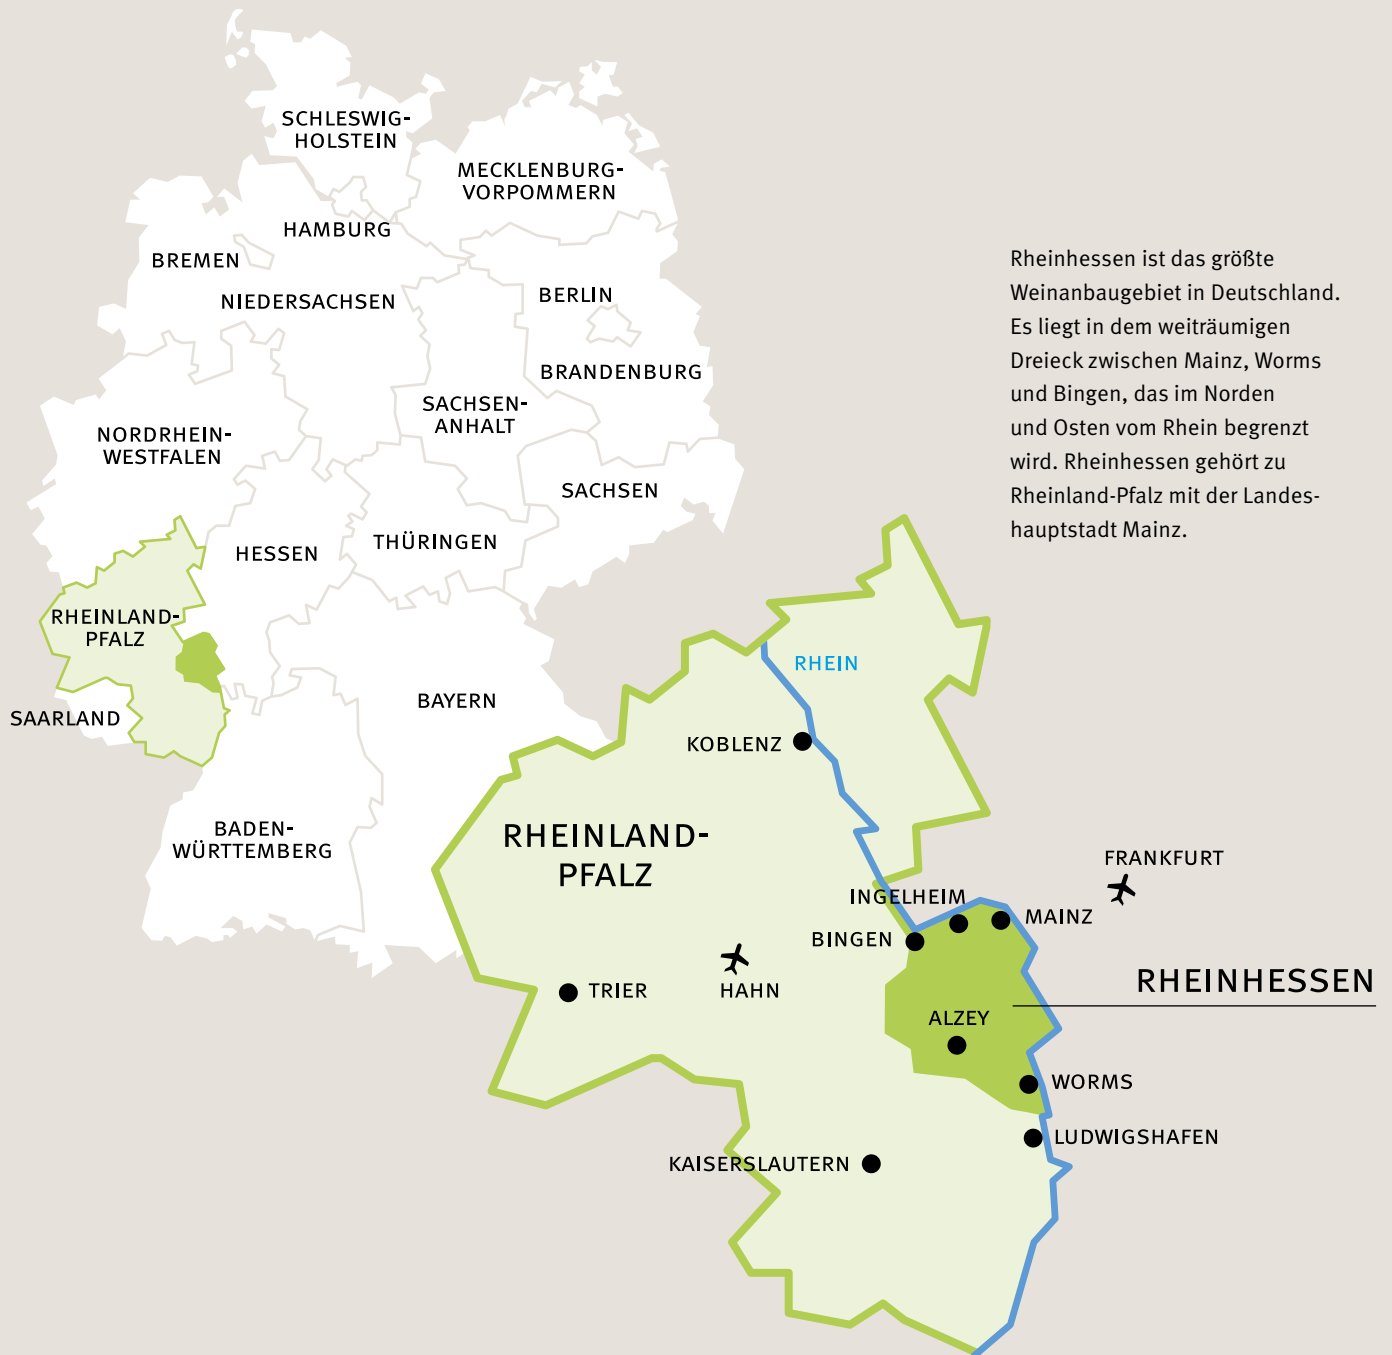 SCHLESWIG-
HOLSTEIN
MECKLENBURG-
VORPOMMERN
HAMBURG
BREMEN
NIEDERSACHSEN
BERLIN
BRANDENBURG
SACHSEN-
ANHALT
NORDRHEIN-
WESTFALEN
SACHSEN
THÜRINGEN
HESSEN
RHEINLAND-
PFALZ
SAARLAND
BAYERN
BADEN-
WÜRTTEMBERG
Rheinhessen ist das größte
Weinanbaugebiet in Deutschland.
Es liegt in dem weiträumigen
Dreieck zwischen Mainz, Worms
und Bingen, das im Norden
und Osten vom Rhein begrenzt
wird. Rheinhessen gehört zu
Rheinland-Pfalz mit der Landes-
hauptstadt Mainz.
RHEIN
KOBLENZ
RHEINLAND-
PFALZ
FRANKFURT
INGELHEIM
MAINZ
BINGEN
RHEINHESSEN
TRIER
HAHN
ALZEY
WORMS
LUDWIGSHAFEN
KAISERSLAUTERN